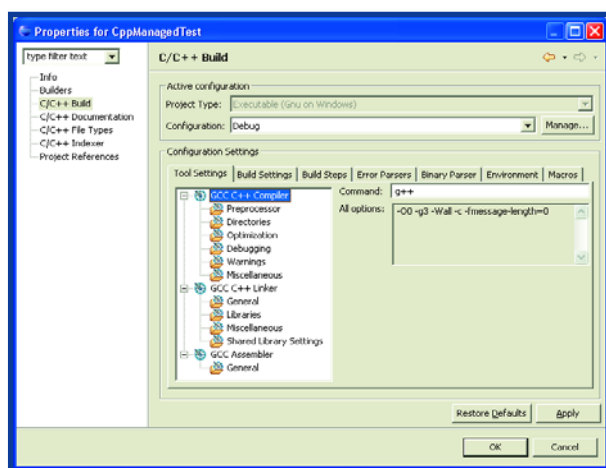 Properties for CppManagedTest
type filter text
Info
Builders
C/C++ Build
C/C++ Documentation
C/C++ File Types
C/C++ Indexer
Project References
C/C++ Build
Active configuration
Project Type: Executable (Gnu on Windows)
Configuration: Debug Manage...
Configuration Settings
Tool Settings Build Settings Build Steps Error Parsers Binary Parser Environment Macros
GCC C++ Compiler
Preprocessor
Directories
Optimization
Debugging
Warnings
Miscellaneous
GCC C++ Linker
General
Libraries
Miscellaneous
Shared Library Settings
GCC Assembler
General
Command: g++
All options: -O0 -g3 -Wall -c -fmessage-length=0
Restore Defaults Apply
OK Cancel